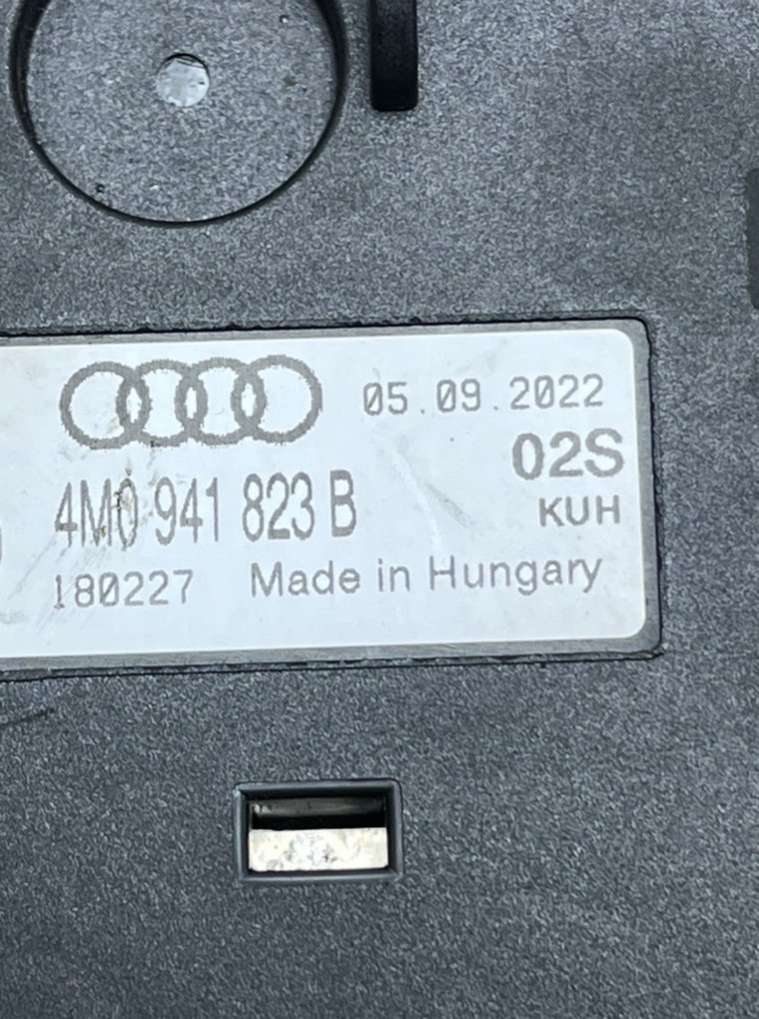 05.09.2022
02S
4M0 941 823 B
KUH
180227 Made in Hungary